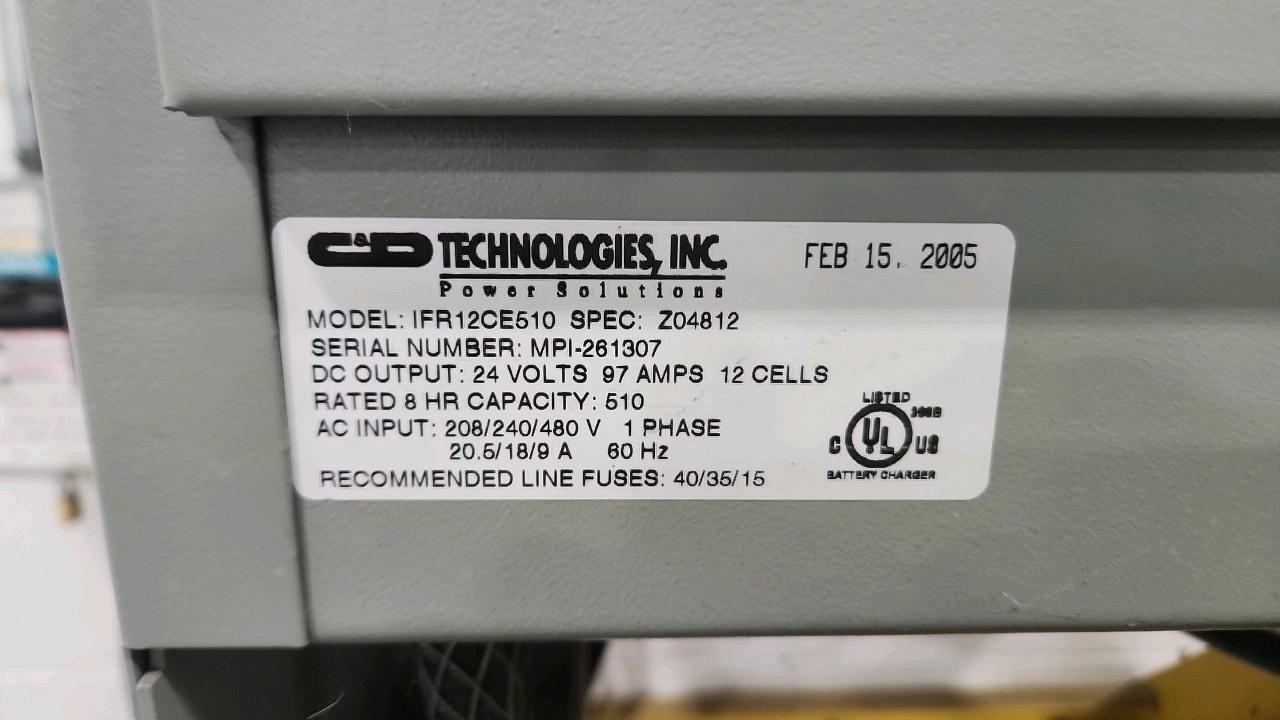 C&D TECHNOLOGIES, INC. FEB 15, 2005
Power Solutions
MODEL: IFR12CE510 SPEC: Z04812
SERIAL NUMBER: MPI-261307
DC OUTPUT: 24 VOLTS 97 AMPS 12 CELLS
RATED 8 HR CAPACITY: 510
AC INPUT: 208/240/480 V 1 PHASE
20.5/18/9 A 60 Hz
RECOMMENDED LINE FUSES: 40/35/15
LISTED
C UL US
BATTERY CHARGER